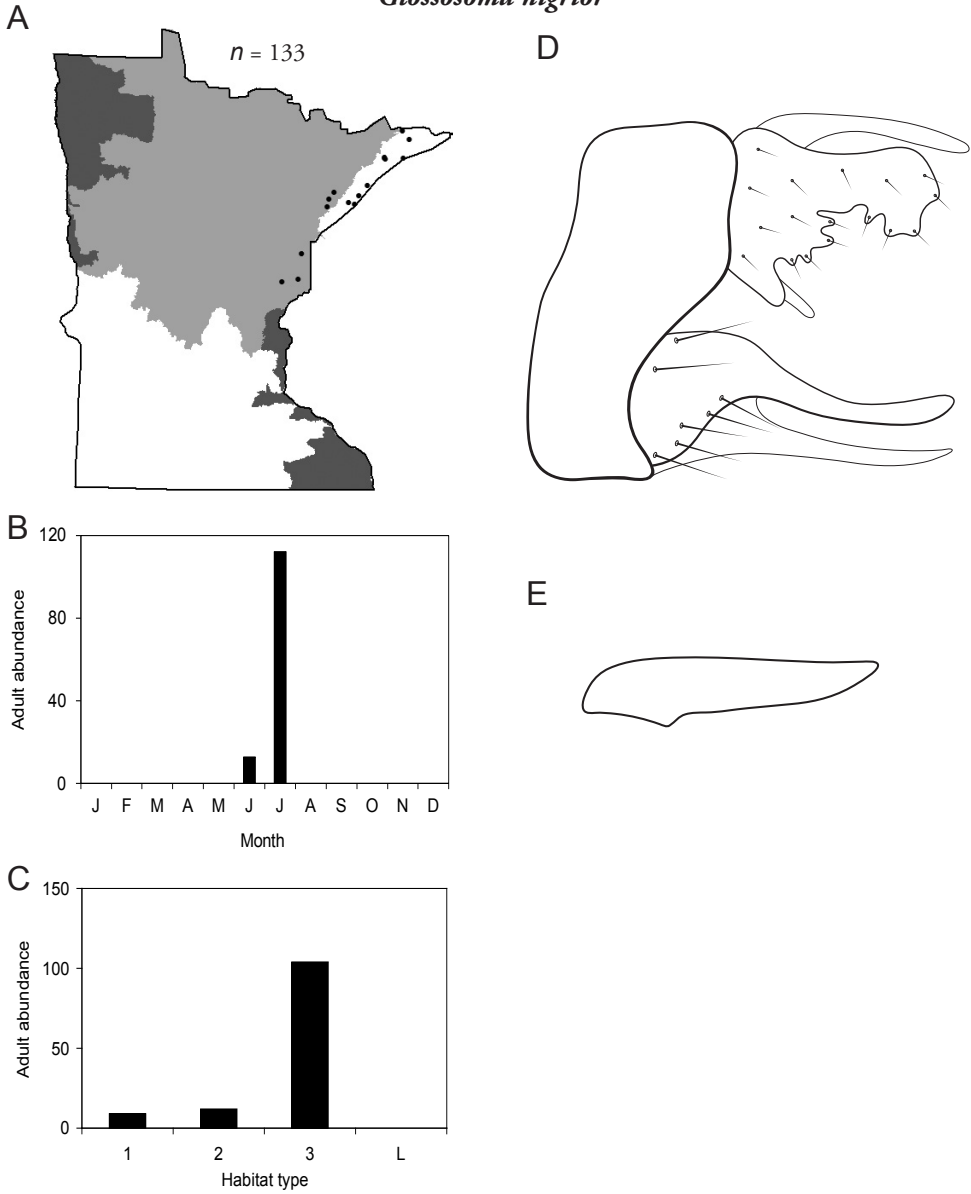 Glossosoma nigrior
A
n = 133
D
B
120
80
40
0
Adult abundance
J F M A M J J A S O N D
Month
E
C
150
100
50
0
Adult abundance
1 2 3 L
Habitat type